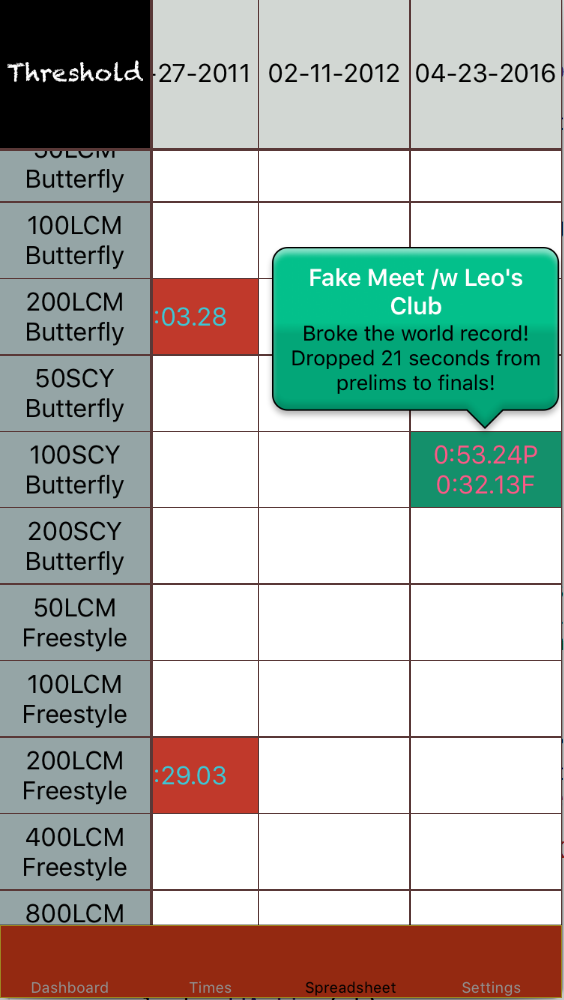 Threshold
-27-2011
02-11-2012
04-23-2016
50LCM
Butterfly
100LCM
Butterfly
200LCM
Butterfly
:03.28
Fake Meet /w Leo's
Club
Broke the world record!
Dropped 21 seconds from
prelims to finals!
50SCY
Butterfly
100SCY
Butterfly
0:53.24P
0:32.13F
200SCY
Butterfly
50LCM
Freestyle
100LCM
Freestyle
200LCM
Freestyle
:29.03
400LCM
Freestyle
800LCM
Dashboard
Times
Spreadsheet
Settings